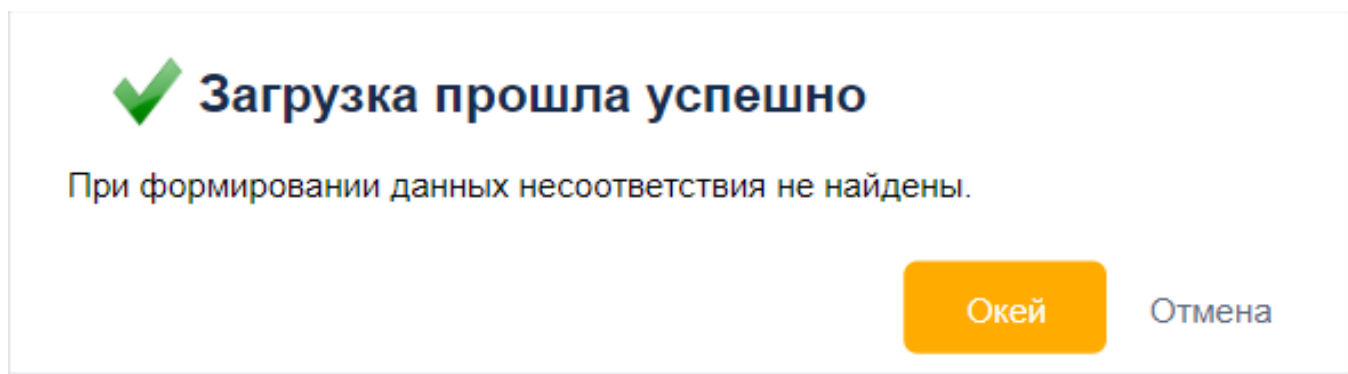 Загрузка прошла успешно
При формировании данных несоответствия не найдены.
Окей Отмена